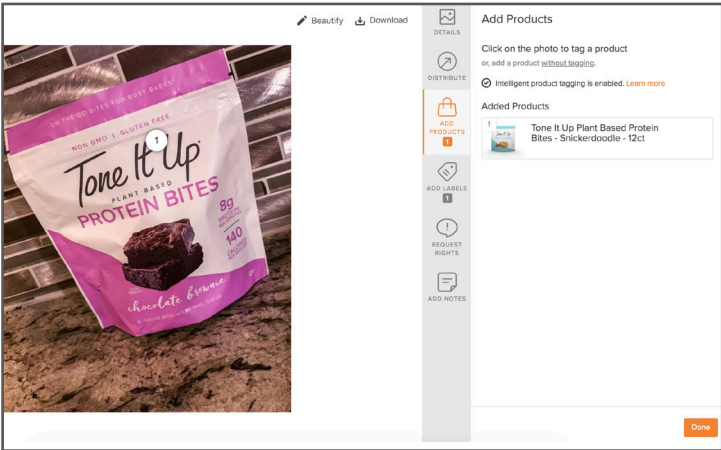 Beautify
Download
ON THE GO BITES FOR BUSY BABES!
NON GMO | GLUTEN FREE
1
Tone It Up
PLANT BASED
PROTEIN BITES
8g
PROTEIN
140
CALORIES
chocolate brownie
DETAILS
DISTRIBUTE
ADD
PRODUCTS
1
ADD LABELS
1
REQUEST
RIGHTS
ADD NOTES
Add Products
Click on the photo to tag a product
or, add a product without tagging.
Intelligent product tagging is enabled. Learn more
Added Products
1
Tone It Up Plant Based Protein
Bites - Snickerdoodle - 12ct
Done